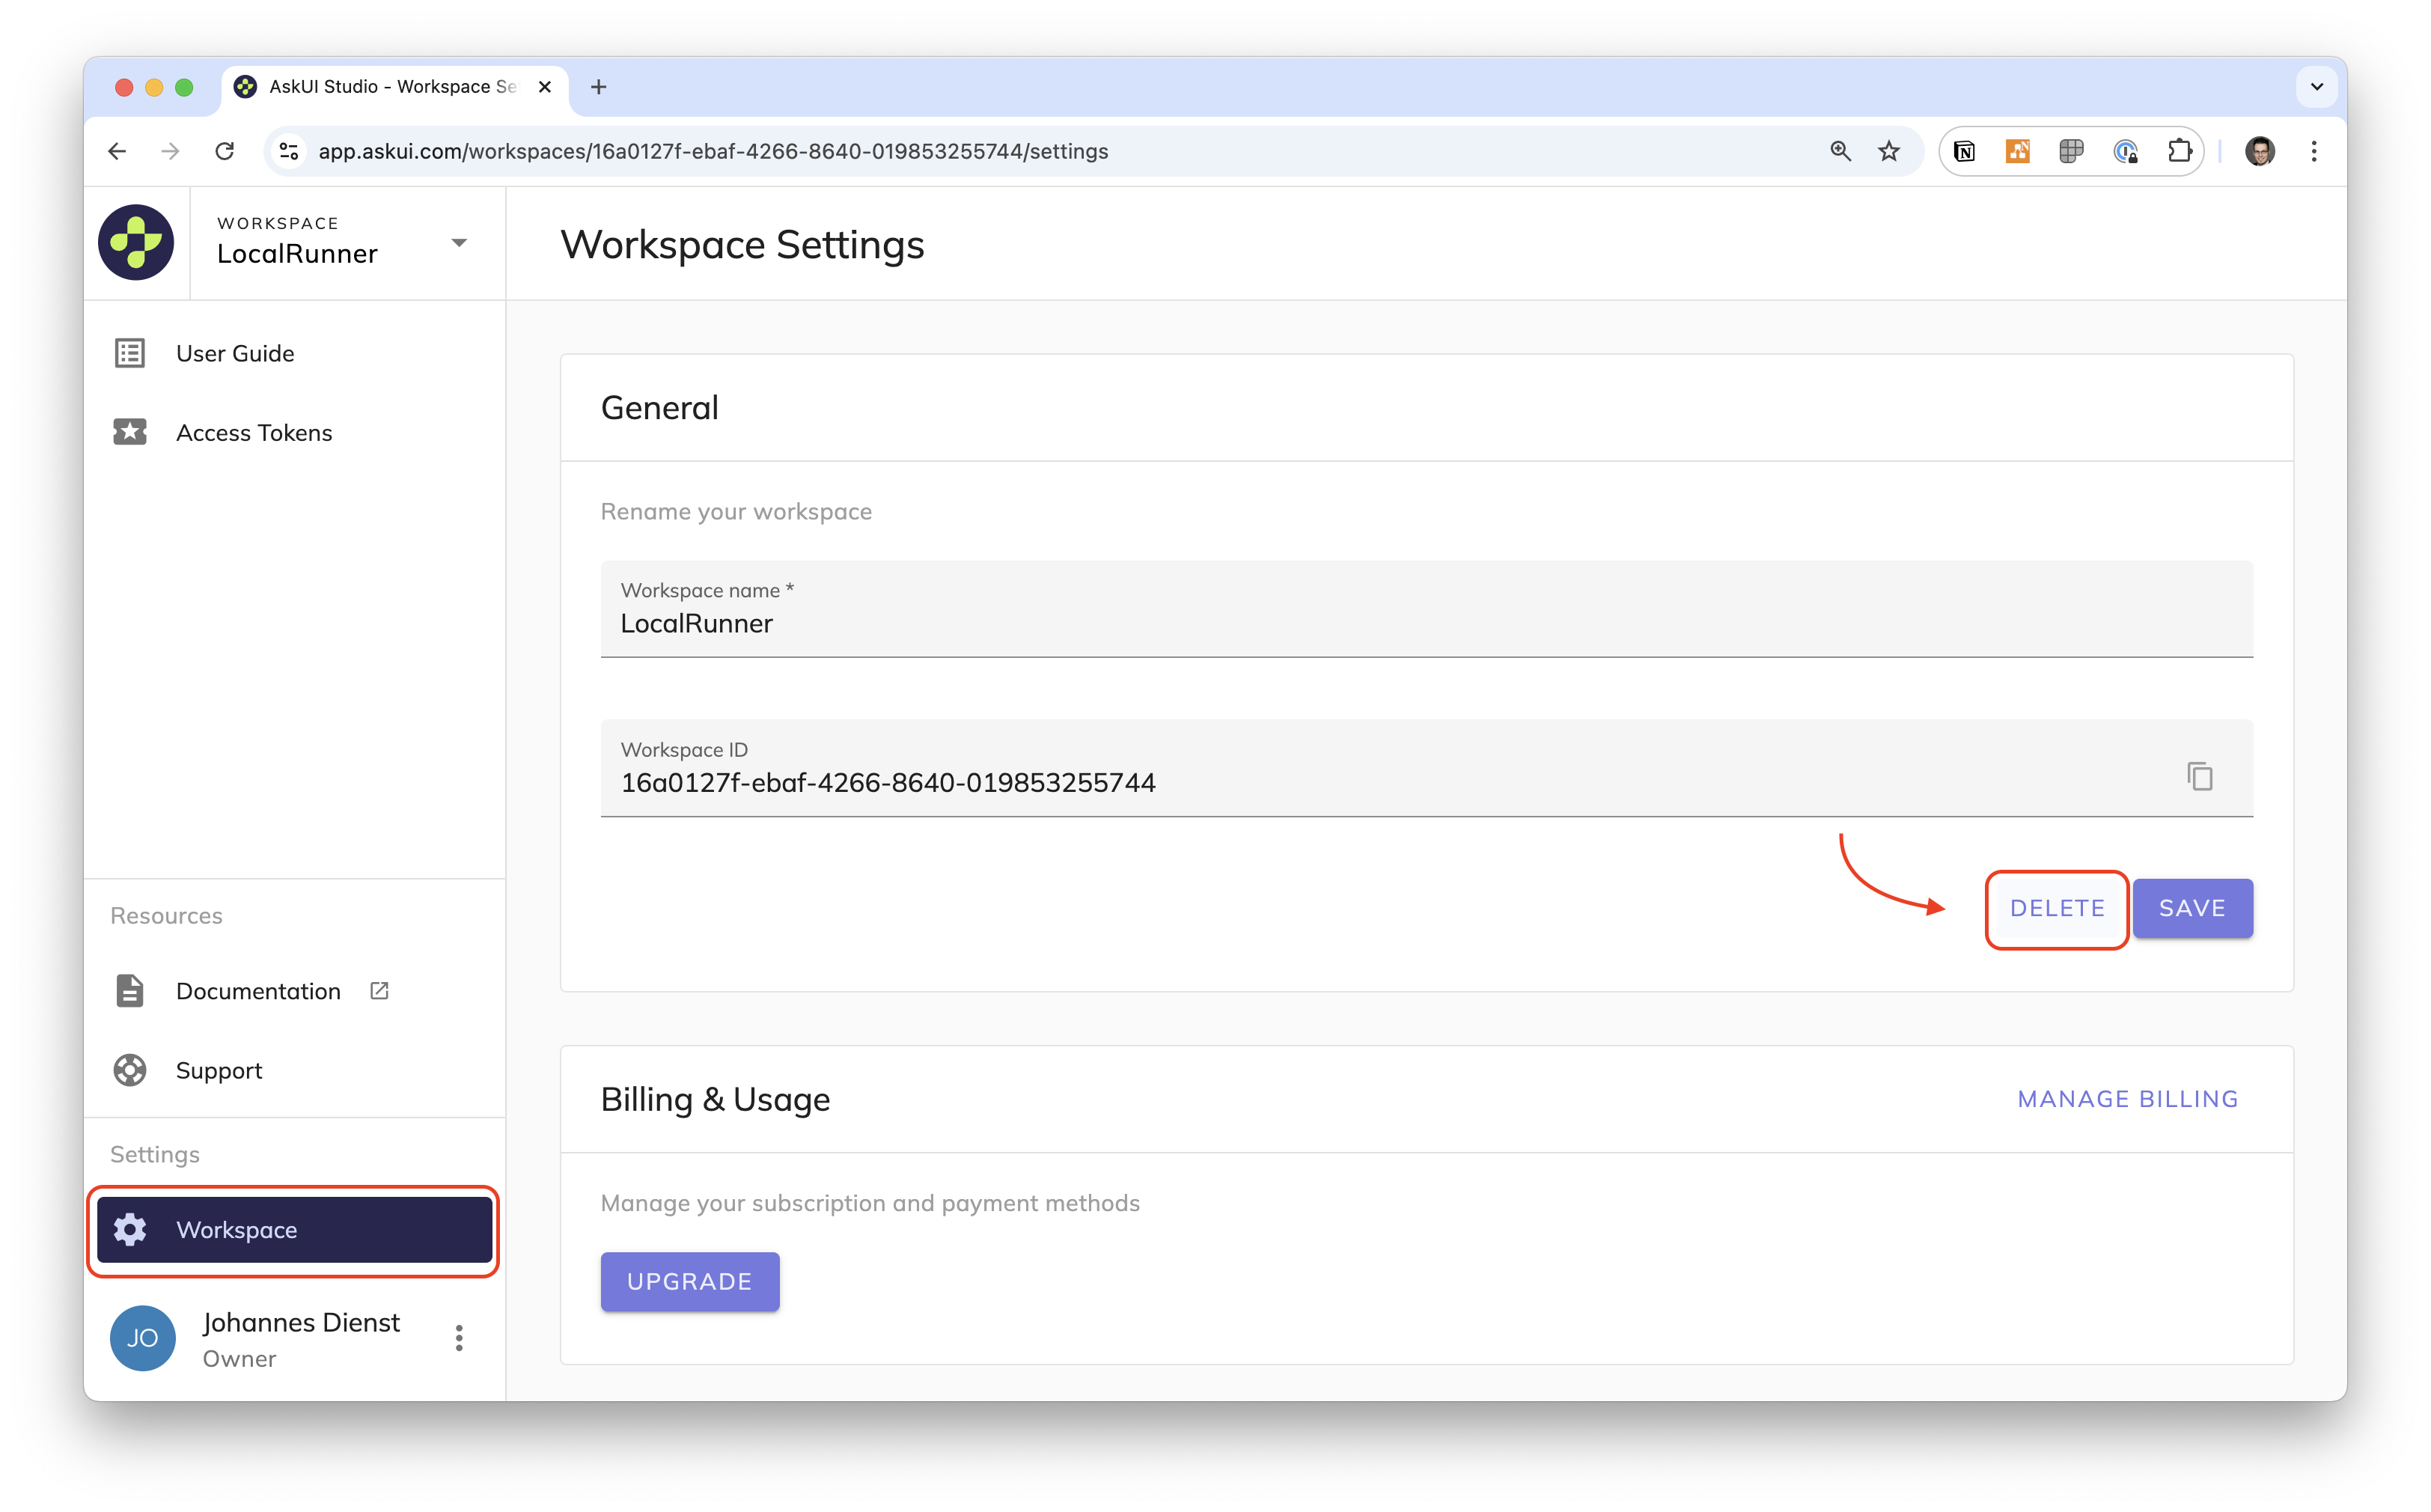 AskUI Studio - Workspace Se
app.askui.com/workspaces/16a0127f-ebaf-4266-8640-019853255744/settings
WORKSPACE
LocalRunner
Workspace Settings
User Guide
Access Tokens
General
Rename your workspace
Workspace name *
LocalRunner
Workspace ID
16a0127f-ebaf-4266-8640-019853255744
DELETE
SAVE
Resources
Documentation
Support
Billing & Usage
MANAGE BILLING
Manage your subscription and payment methods
UPGRADE
Settings
Workspace
JO
Johannes Dienst
Owner